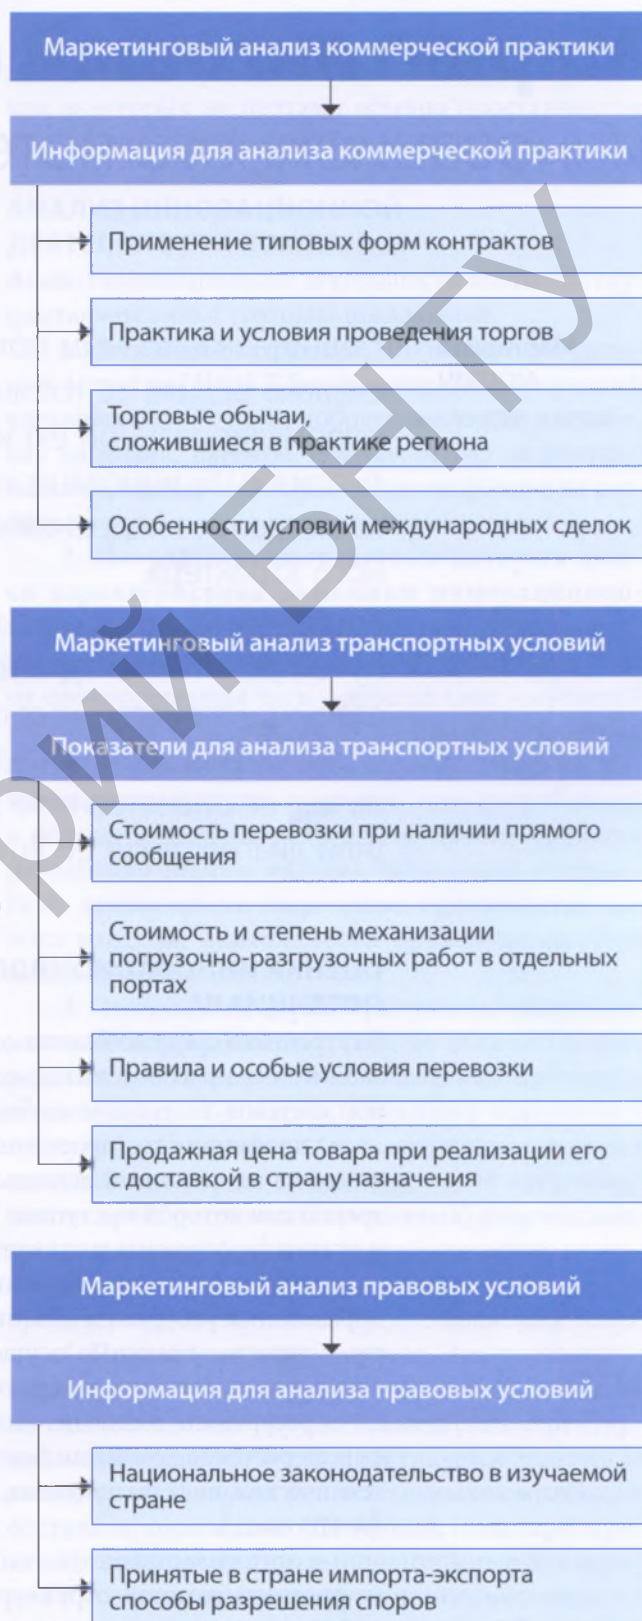 Маркетинговый анализ коммерческой практики
Информация для анализа коммерческой практики
Применение типовых форм контрактов
Практика и условия проведения торгов
Торговые обычаи,
сложившиеся в практике региона
Особенности условий международных сделок
Маркетинговый анализ транспортных условий
Показатели для анализа транспортных условий
Стоимость перевозки при наличии прямого
сообщения
Стоимость и степень механизации
погрузочно-разгрузочных работ в отдельных
портах
Правила и особые условия перевозки
Продажная цена товара при реализации его
с доставкой в страну назначения
Маркетинговый анализ правовых условий
Информация для анализа правовых условий
Национальное законодательство в изучаемой
стране
Принятые в стране импорта-экспорта
способы разрешения споров
рий БНТУ